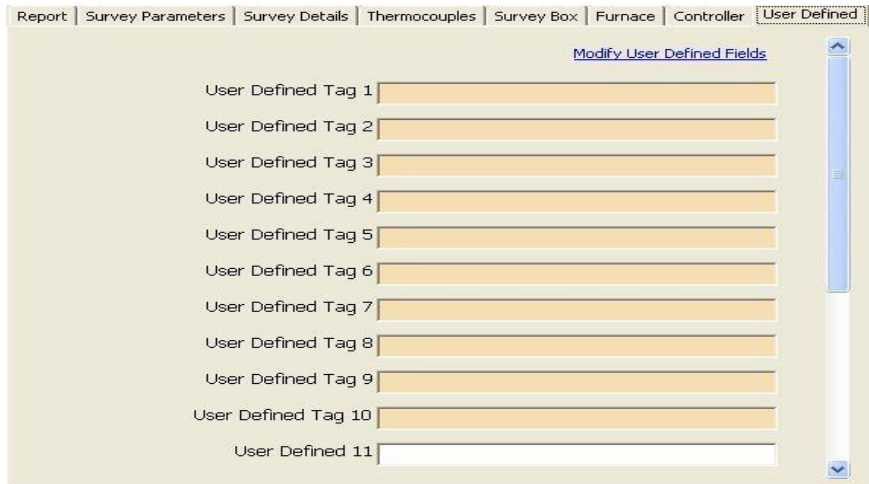 Report Survey Parameters Survey Details Thermocouples Survey Box Furnace Controller User Defined
Modify User Defined Fields
User Defined Tag 1
User Defined Tag 2
User Defined Tag 3
User Defined Tag 4
User Defined Tag 5
User Defined Tag 6
User Defined Tag 7
User Defined Tag 8
User Defined Tag 9
User Defined Tag 10
User Defined 11